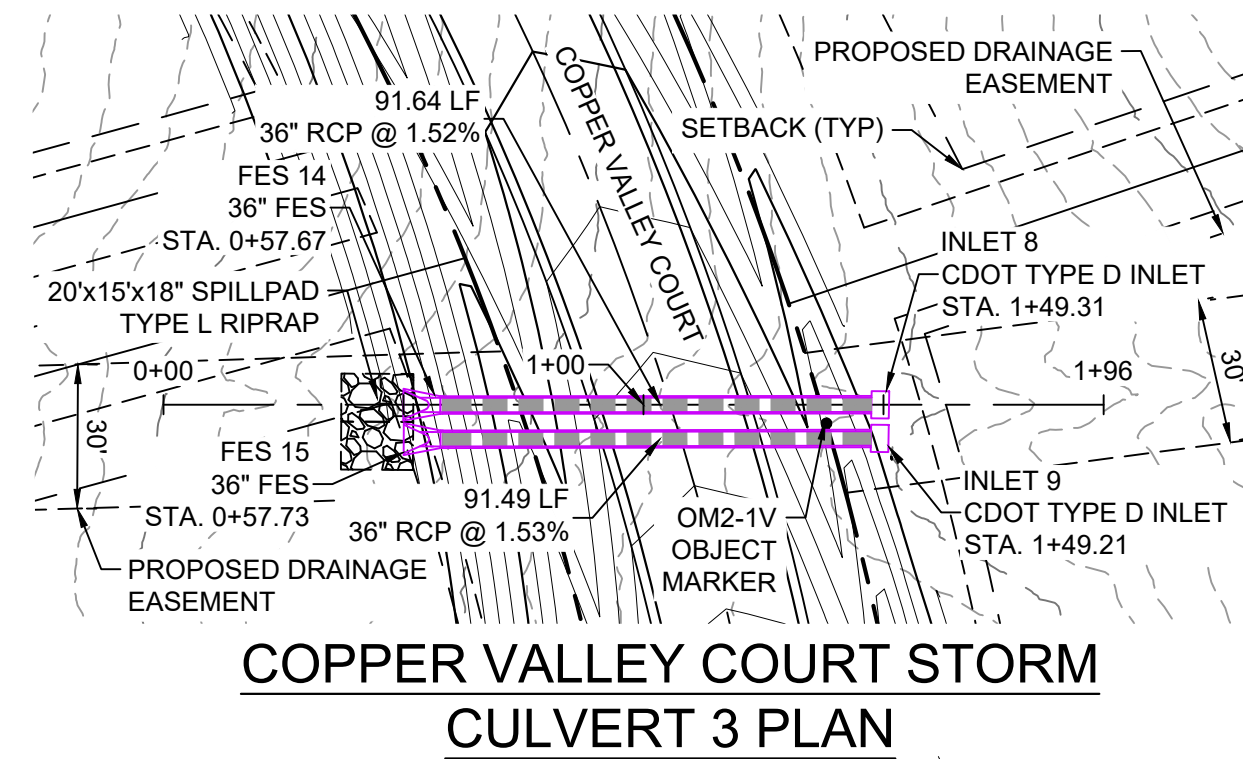 91.64 LF
36" RCP @ 1.52%
COPPER VALLEY COURT
PROPOSED DRAINAGE
EASEMENT
SETBACK (TYP)
FES 14
36" FES
STA. 0+57.67
20'x15'x18" SPILLPAD
TYPE L RIPRAP
INLET 8
CDOT TYPE D INLET
STA. 1+49.31
0+00
1+00
1+96
30'
30'
FES 15
36" FES
STA. 0+57.73
91.49 LF
36" RCP @ 1.53%
OM2-1V
OBJECT
MARKER
INLET 9
CDOT TYPE D INLET
STA. 1+49.21
PROPOSED DRAINAGE
EASEMENT
COPPER VALLEY COURT STORM
CULVERT 3 PLAN